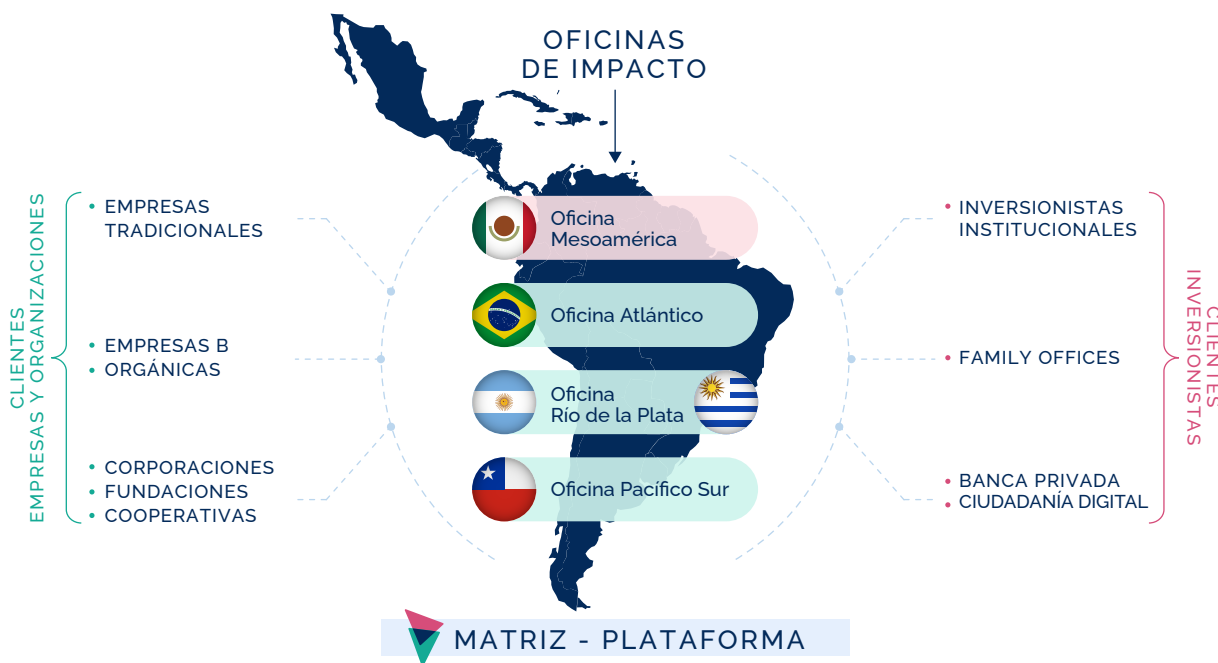 OFICINAS
DE IMPACTO
CLIENTES
EMPRESAS Y ORGANIZACIONES
EMPRESAS
TRADICIONALES
EMPRESAS B
ORGÁNICAS
CORPORACIONES
FUNDACIONES
COOPERATIVAS
Oficina
Mesoamérica
Oficina Atlántico
Oficina
Río de la Plata
Oficina Pacífico Sur
INVERSIONISTAS
INSTITUCIONALES
FAMILY OFFICES
BANCA PRIVADA
CIUDADANÍA DIGITAL
CLIENTES
INVERSIONISTAS
MATRIZ - PLATAFORMA